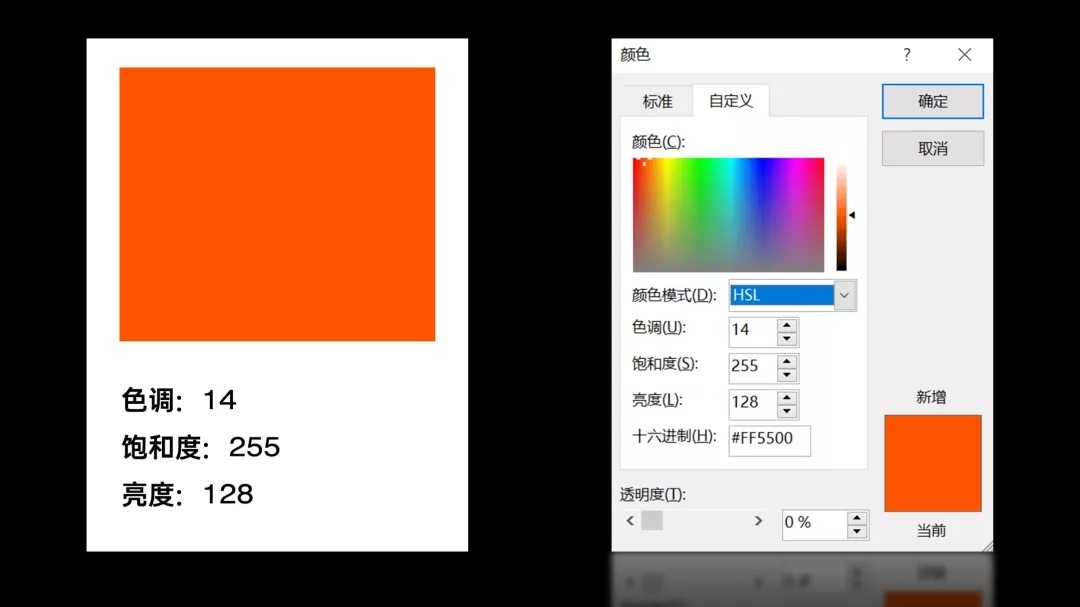 色调：14
饱和度：255
亮度：128
颜色
?
标准
自定义
确定
取消
颜色(C):
颜色模式(D):
HSL
色调(U):
14
饱和度(S):
255
亮度(L):
128
十六进制(H):
#FF5500
新增
当前
透明度(T):
0 %